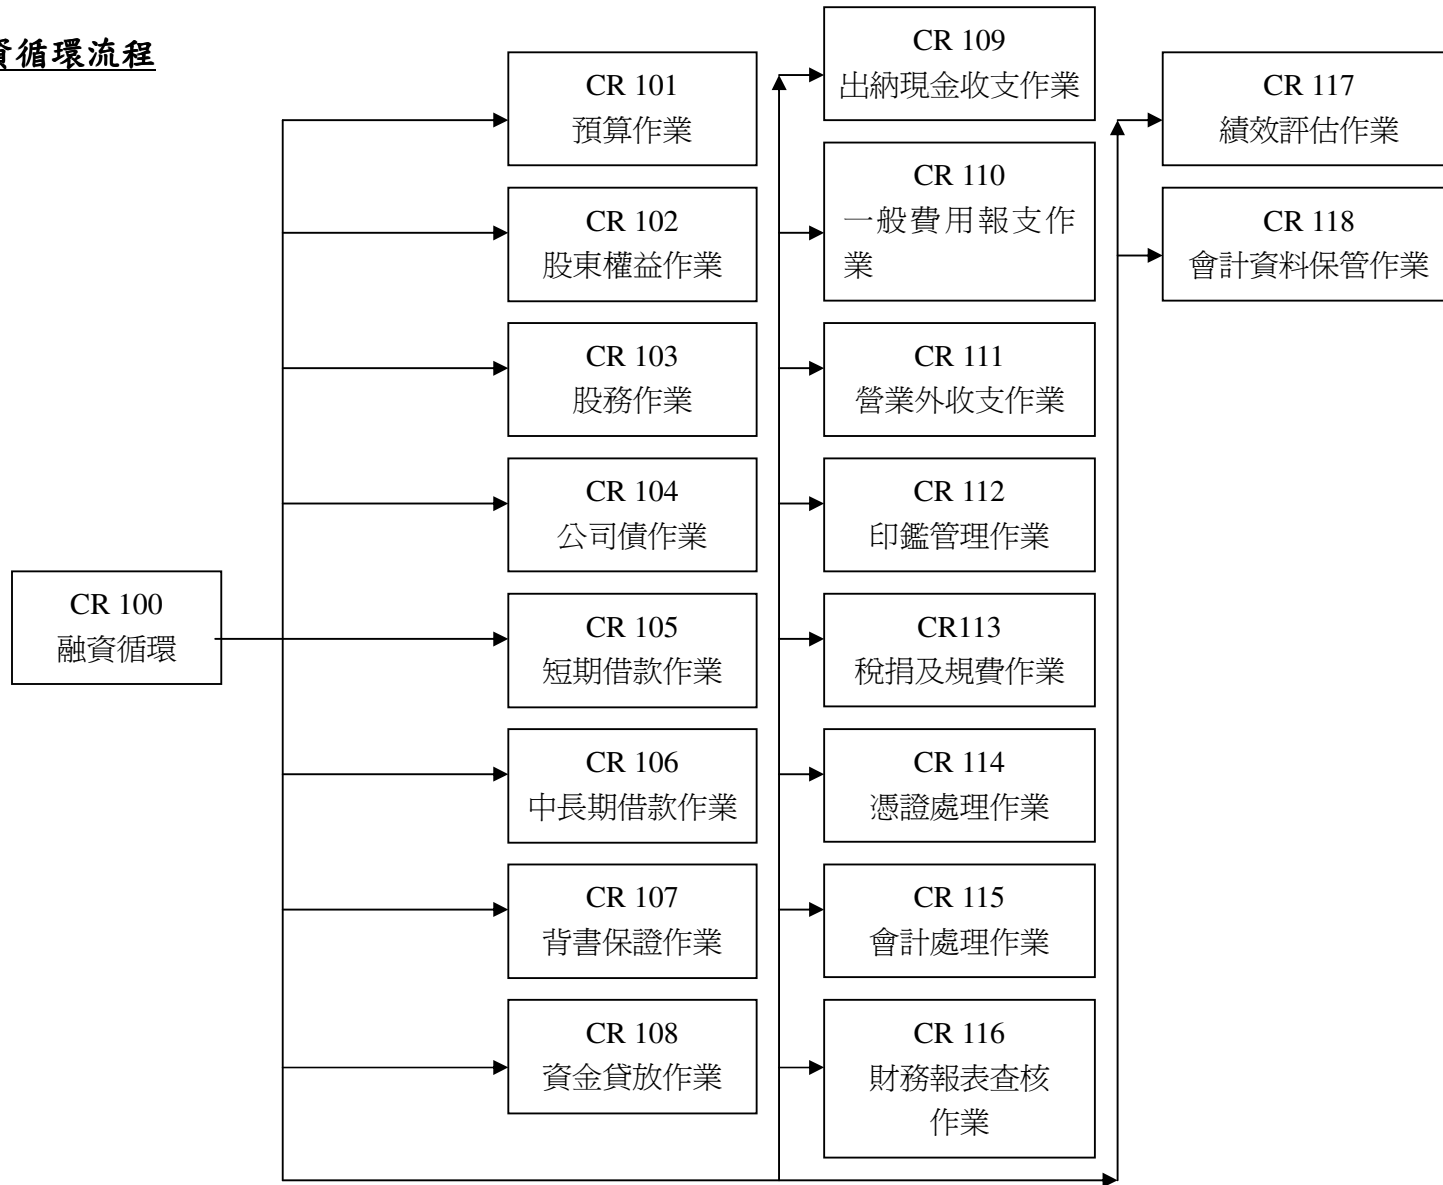 資循環流程
CR 100
融資循環
CR 101
預算作業
CR 102
股東權益作業
CR 103
股務作業
CR 104
公司債作業
CR 105
短期借款作業
CR 106
中長期借款作業
CR 107
背書保證作業
CR 108
資金貸放作業
CR 109
出納現金收支作業
CR 110
一般費用報支作
業
CR 111
營業外收支作業
CR 112
印鑑管理作業
CR113
稅捐及規費作業
CR 114
憑證處理作業
CR 115
會計處理作業
CR 116
財務報表查核
作業
CR 117
績效評估作業
CR 118
會計資料保管作業